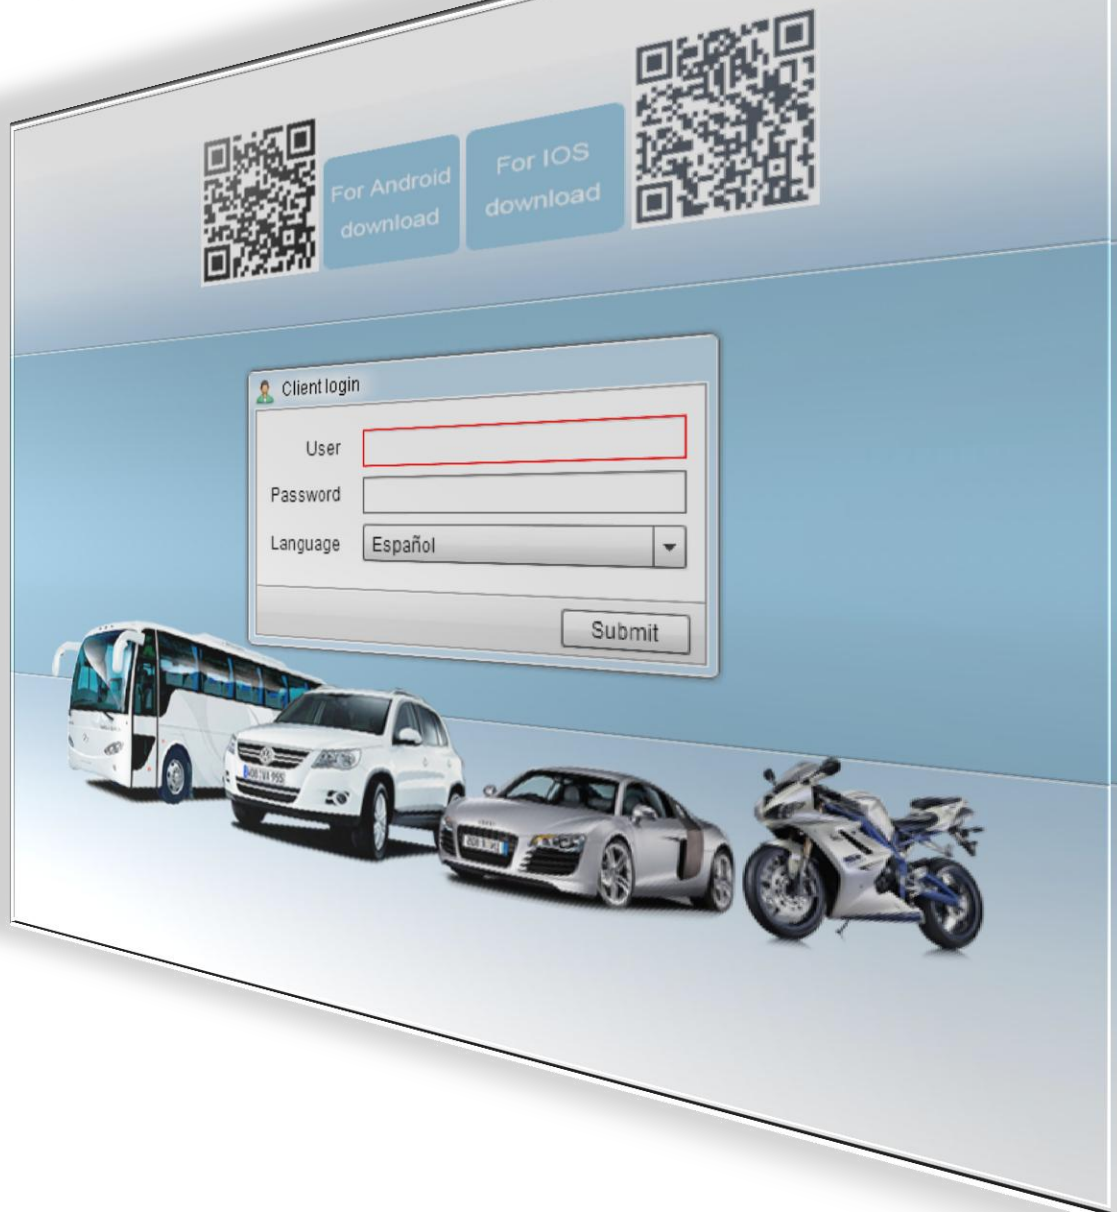 For Android
download
For IOS
download
Client login
User
Password
Language
Español
Submit